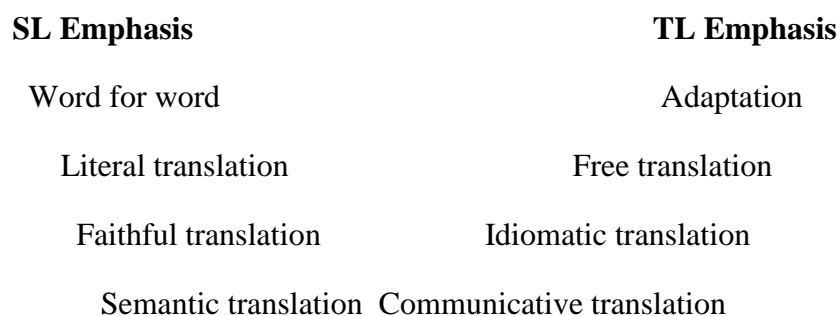 SL Emphasis TL Emphasis
Word for word Adaptation
Literal translation Free translation
Faithful translation Idiomatic translation
Semantic translation Communicative translation